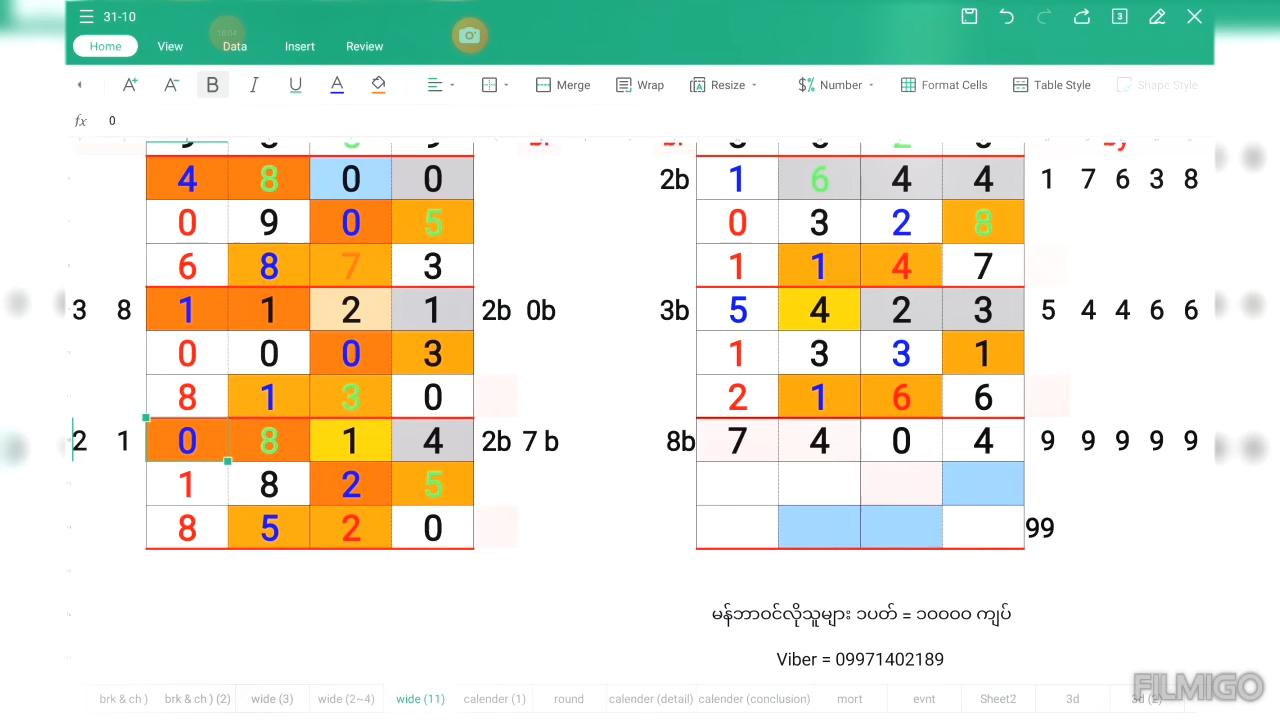 31-10
3
18:04
Home View Data Insert Review
A+ A- B I U A Merge Wrap Resize $% Number Format Cells Table Style Shape Style
fx 0
4 8 0 0 2b 1 6 4 4 1 7 6 3 8
0 9 0 5 0 3 2 8
6 8 7 3 1 1 4 7
3 8 1 1 2 1 2b 0b 3b 5 4 2 3 5 4 4 6 6
0 0 0 3 1 3 3 1
8 1 3 0 2 1 6 6
2 1 0 8 1 4 2b 7 b 8b 7 4 0 4 9 9 9 9 9
1 8 2 5
8 5 2 0 99
မန်ဘာဝင်လိုသူများ ၁ပတ် = ၁၀၀၀၀ ကျပ်
Viber = 09971402189
brk & ch ) brk & ch ) (2) wide (3) wide (2~4) wide (11) calender (1) round calender (detail) calender (conclusion) mort evnt Sheet2 3d 3d (2)
FILMIGO